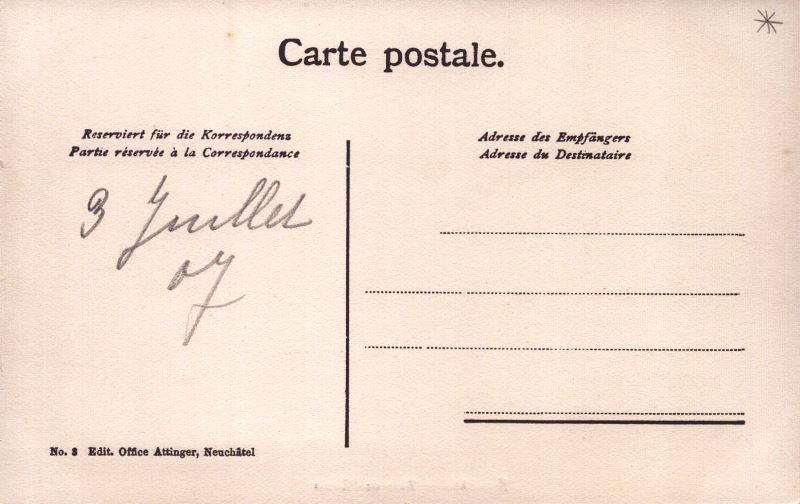 Carte postale.
Reserviert für die Korrespondenz
Partie réservée à la Correspondance
3 Juillet
07
Adresse des Empfängers
Adresse du Destinataire
No. 3 Edit. Office Attinger, Neuchâtel